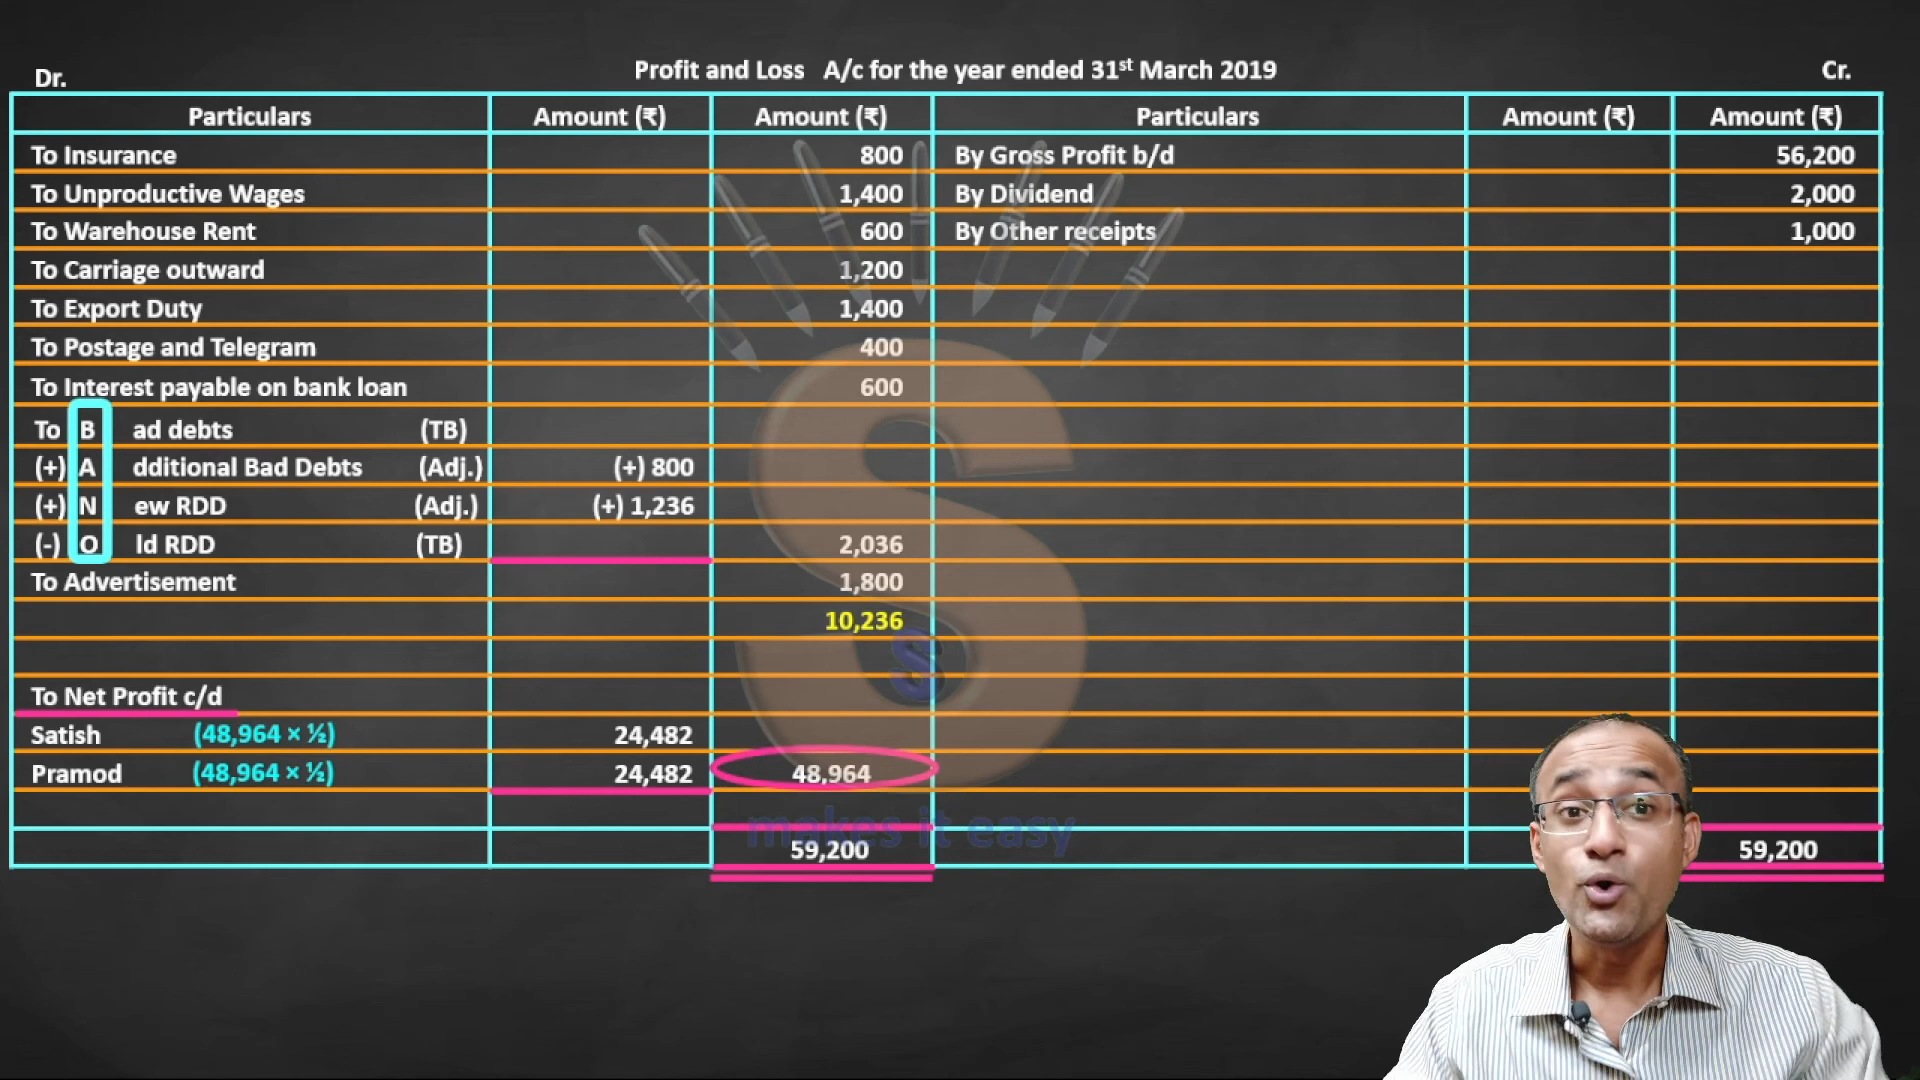 Profit and Loss A/c for the year ended 31st March 2019
Dr. Cr.
Particulars Amount (₹) Amount (₹) Particulars Amount (₹) Amount (₹)
To Insurance 800 By Gross Profit b/d 56,200
To Unproductive Wages 1,400 By Dividend 2,000
To Warehouse Rent 600 By Other receipts 1,000
To Carriage outward 1,200
To Export Duty 1,400
To Postage and Telegram 400
To Interest payable on bank loan 600
To B ad debts (TB)
(+) A dditional Bad Debts (Adj.) (+) 800
(+) N ew RDD (Adj.) (+) 1,236
(-) O ld RDD (TB) 2,036
To Advertisement 1,800
10,236
S
To Net Profit c/d
Satish (48,964 × ½) 24,482
Pramod (48,964 × ½) 24,482 48,964
makes it easy
59,200 59,200